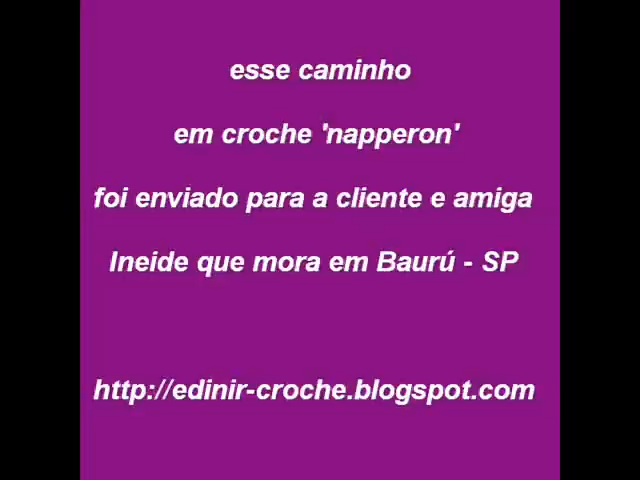 esse caminho
em croche 'napperon'
foi enviado para a cliente e amiga
Ineide que mora em Baurú - SP
http://edinir-croche.blogspot.com